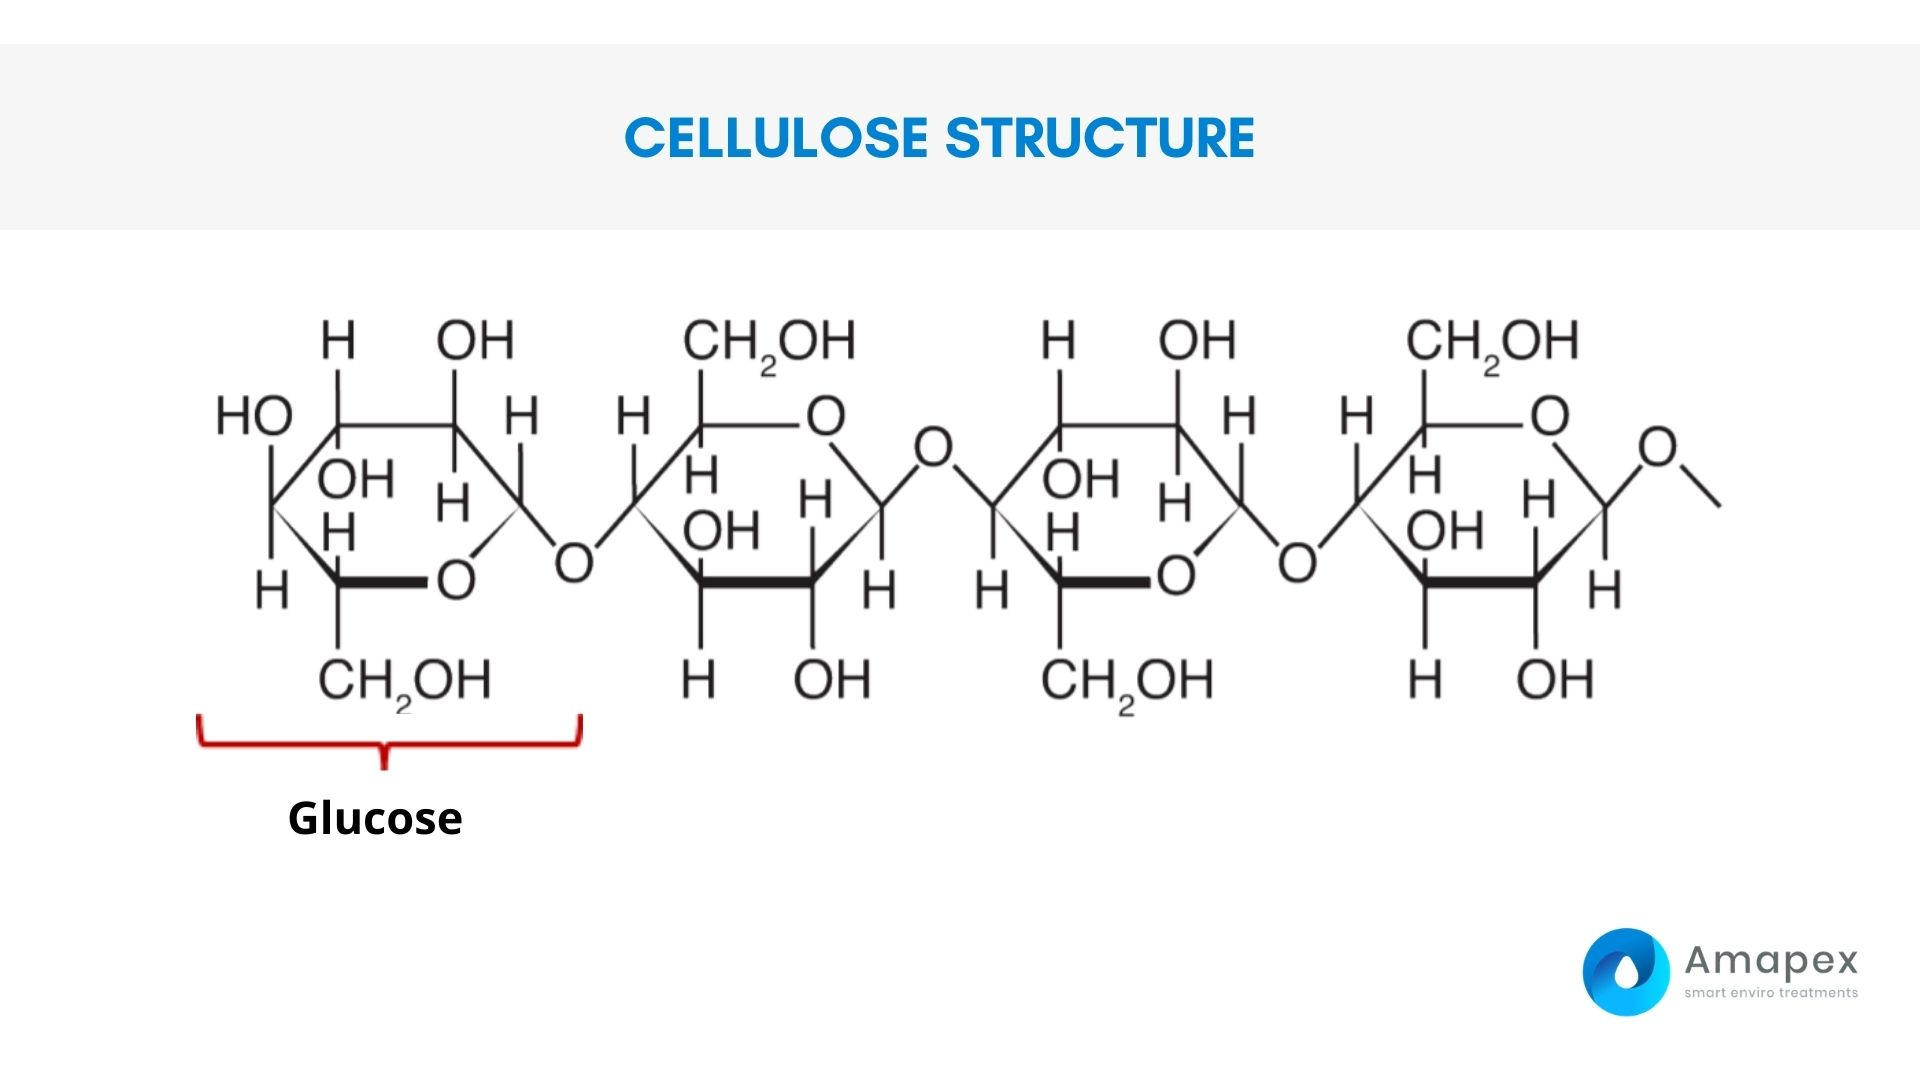 CELLULOSE STRUCTURE
H OH CH₂OH H OH CH₂OH
HO H H O H H O
O O
OH H H OH H H
H H H H
H OH H OH
O O O O
H H H H
CH₂OH H OH CH₂OH H OH
Glucose
Amapex
smart enviro treatments